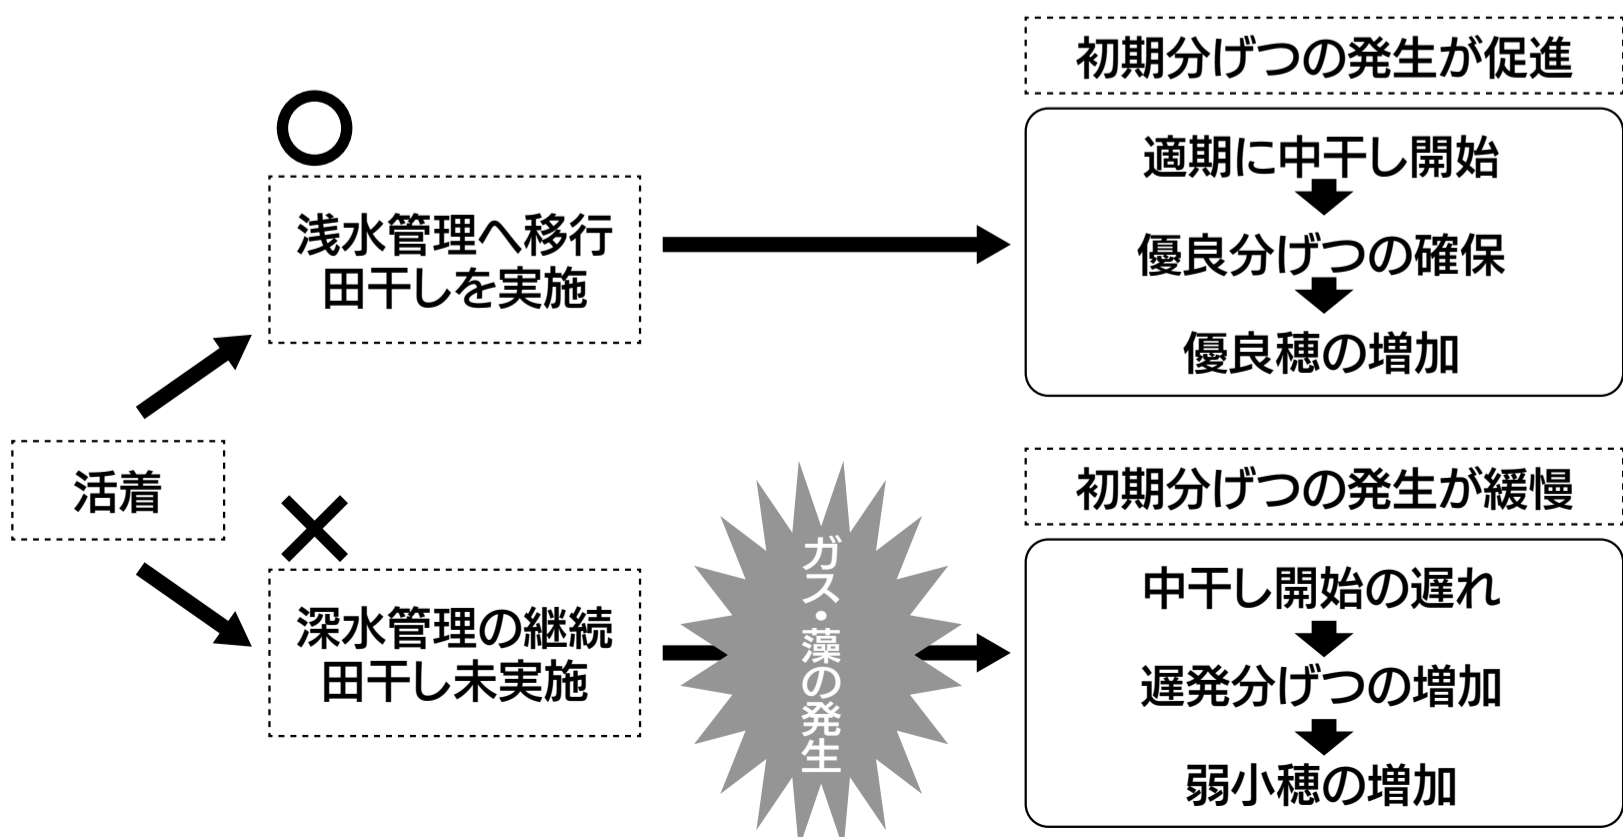 活着
浅水管理へ移行
田干しを実施
初期分げつの発生が促進
適期に中干し開始
優良分げつの確保
優良穂の増加
深水管理の継続
田干し未実施
ガス・藻の発生
初期分げつの発生が緩慢
中干し開始の遅れ
遅発分げつの増加
弱小穂の増加